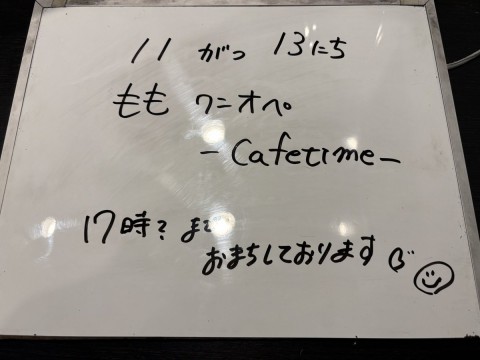 11 がつ 13にち
もも ワニオペ
- Cafetime -
17時? まで
おまちしております